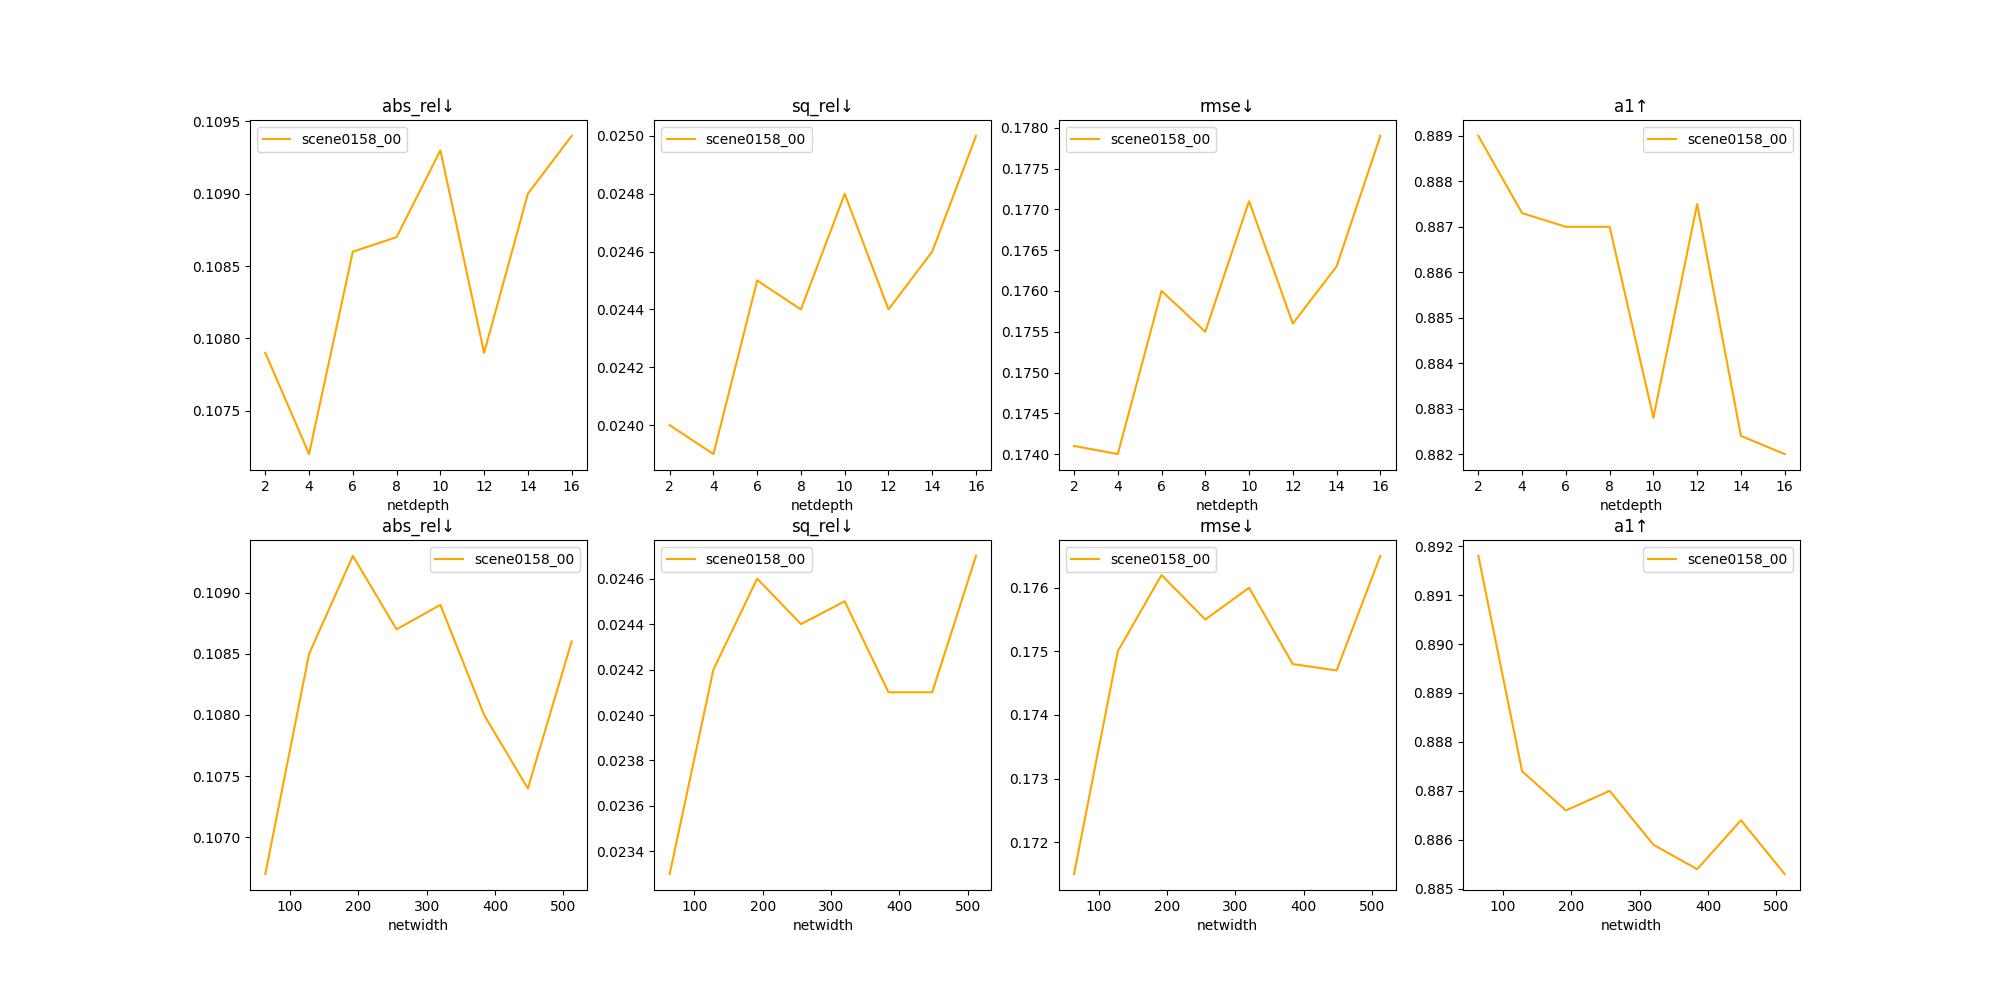 abs_rel↓
sq_rel↓
rmse↓
a1↑
scene0158_00
scene0158_00
scene0158_00
scene0158_00
0.1095
0.1090
0.1085
0.1080
0.1075
0.0250
0.0248
0.0246
0.0244
0.0242
0.0240
0.1780
0.1775
0.1770
0.1765
0.1760
0.1755
0.1750
0.1745
0.1740
0.889
0.888
0.887
0.886
0.885
0.884
0.883
0.882
2 4 6 8 10 12 14 16
2 4 6 8 10 12 14 16
2 4 6 8 10 12 14 16
2 4 6 8 10 12 14 16
netdepth
netdepth
netdepth
netdepth
abs_rel↓
sq_rel↓
rmse↓
a1↑
scene0158_00
scene0158_00
scene0158_00
scene0158_00
0.1090
0.1085
0.1080
0.1075
0.1070
0.0246
0.0244
0.0242
0.0240
0.0238
0.0236
0.0234
0.176
0.175
0.174
0.173
0.172
0.892
0.891
0.890
0.889
0.888
0.887
0.886
0.885
100 200 300 400 500
100 200 300 400 500
100 200 300 400 500
100 200 300 400 500
netwidth
netwidth
netwidth
netwidth